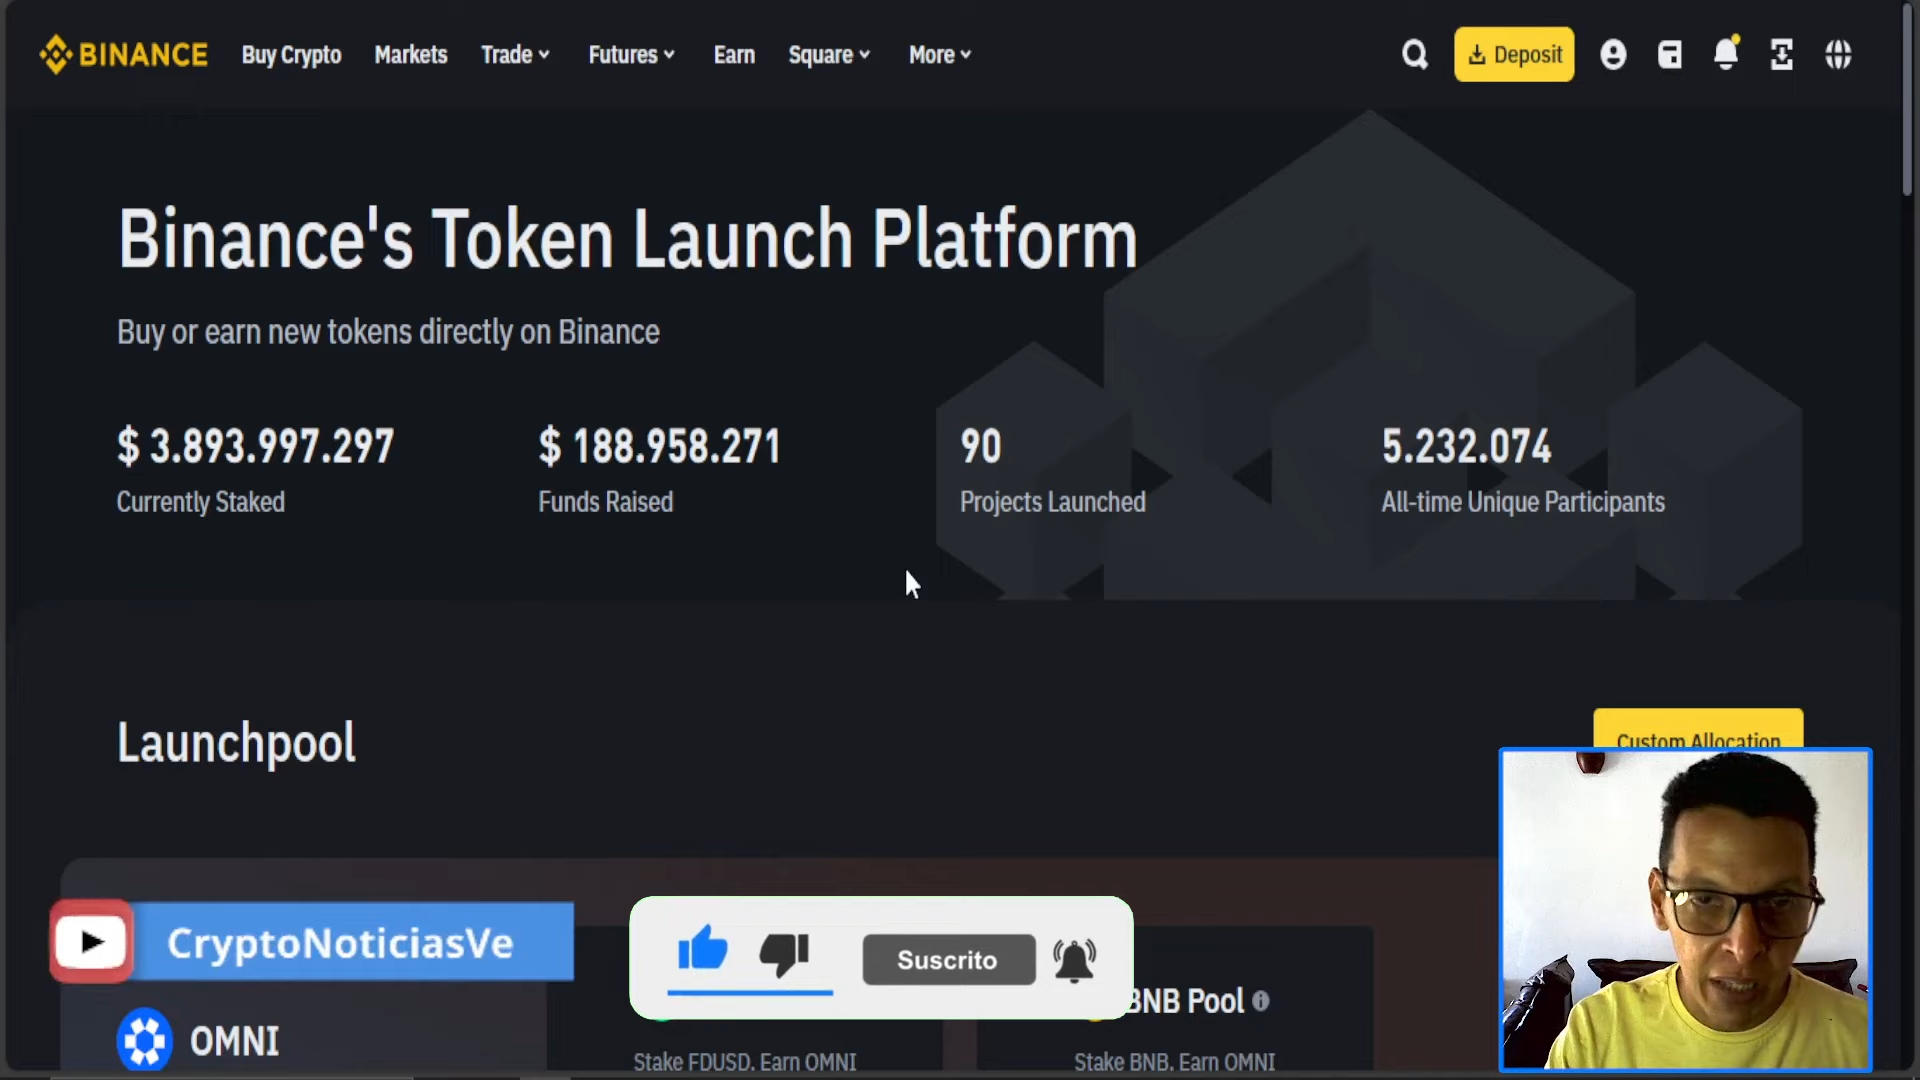 BINANCE Buy Crypto Markets Trade Futures Earn Square More Deposit
Binance's Token Launch Platform
Buy or earn new tokens directly on Binance
$ 3.893.997.297 $ 188.958.271 90 5.232.074
Currently Staked Funds Raised Projects Launched All-time Unique Participants
Launchpool
Custom Allocation
CryptoNoticiasVe
Suscrito
BNB Pool
OMNI
Stake FDUSD. Earn OMNI Stake BNB. Earn OMNI